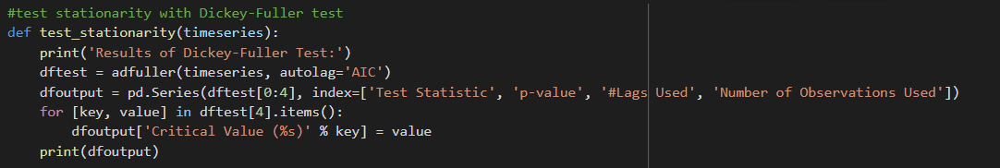 #test stationarity with Dickey-Fuller test
def test_stationarity(timeseries):
    print('Results of Dickey-Fuller Test:')
    dftest = adfuller(timeseries, autolag='AIC')
    dfoutput = pd.Series(dftest[0:4], index=['Test Statistic', 'p-value', '#Lags Used', 'Number of Observations Used'])
    for [key, value] in dftest[4].items():
        dfoutput['Critical Value (%s)' % key] = value
    print(dfoutput)